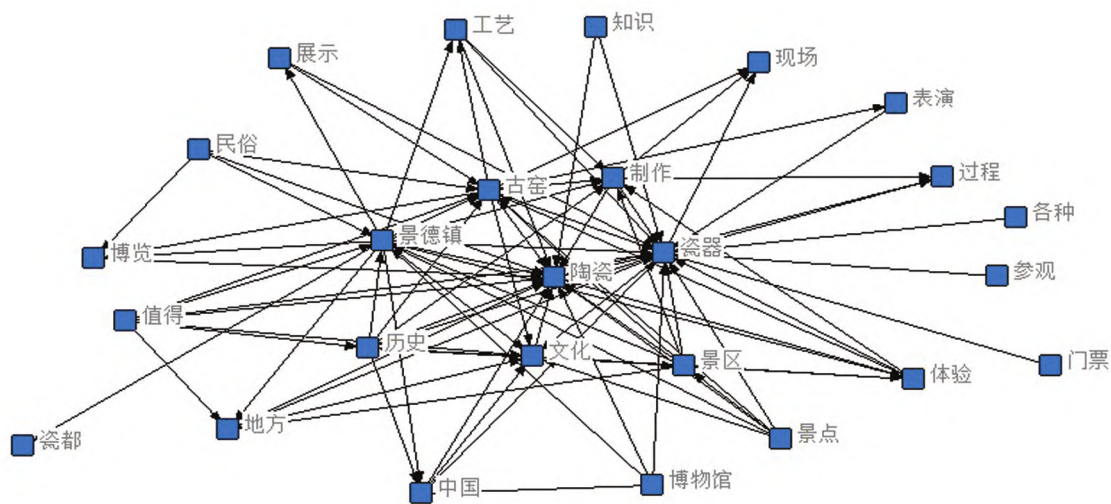 工艺
知识
展示
现场
表演
民俗
古窑
制作
过程
各种
景德镇
瓷器
博览
陶瓷
参观
值得
历史
文化
景区
体验
门票
地方
景点
瓷都
中国
博物馆